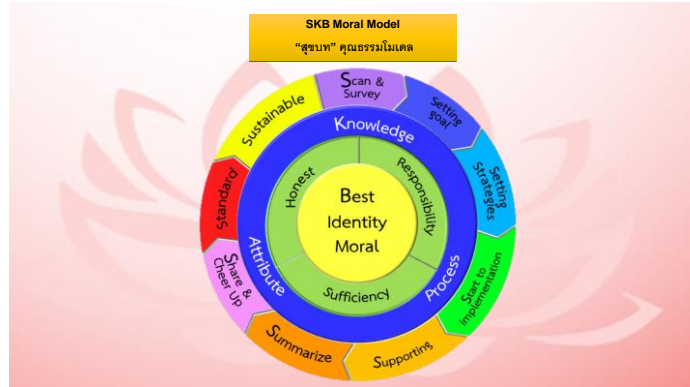 SKB Moral Model
“สุขบท” คุณธรรมโมเดล
Scan &
Survey
Setting
goal
Setting
Strategies
Start to
implementation
Supporting
Summarize
Share &
Cheer Up
Standard
Sustainable
Knowledge
Process
Attribute
Honest
Responsibility
Sufficiency
Best
Identity
Moral